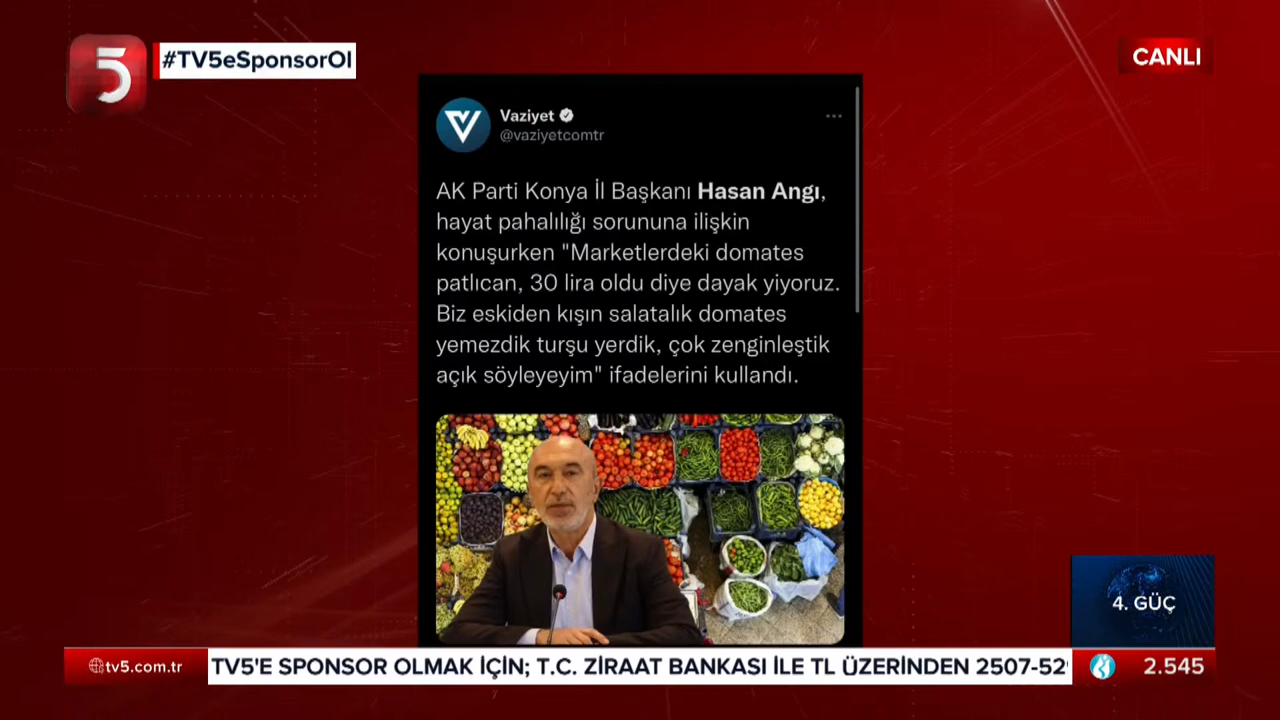 5
#TV5eSponsorOl
CANLI
Vaziyet
@vaziyetcomtr
AK Parti Konya İl Başkanı Hasan Angı,
hayat pahalılığı sorununa ilişkin
konuşurken "Marketlerdeki domates
patlıcan, 30 lira oldu diye dayak yiyoruz.
Biz eskiden kışın salatalık domates
yemezdik turşu yerdik, çok zenginleştik
açık söyleyeyim" ifadelerini kullandı.
4. GÜÇ
tv5.com.tr
TV5'E SPONSOR OLMAK İÇİN; T.C. ZİRAAT BANKASI İLE TL ÜZERİNDEN 2507-529
2.545